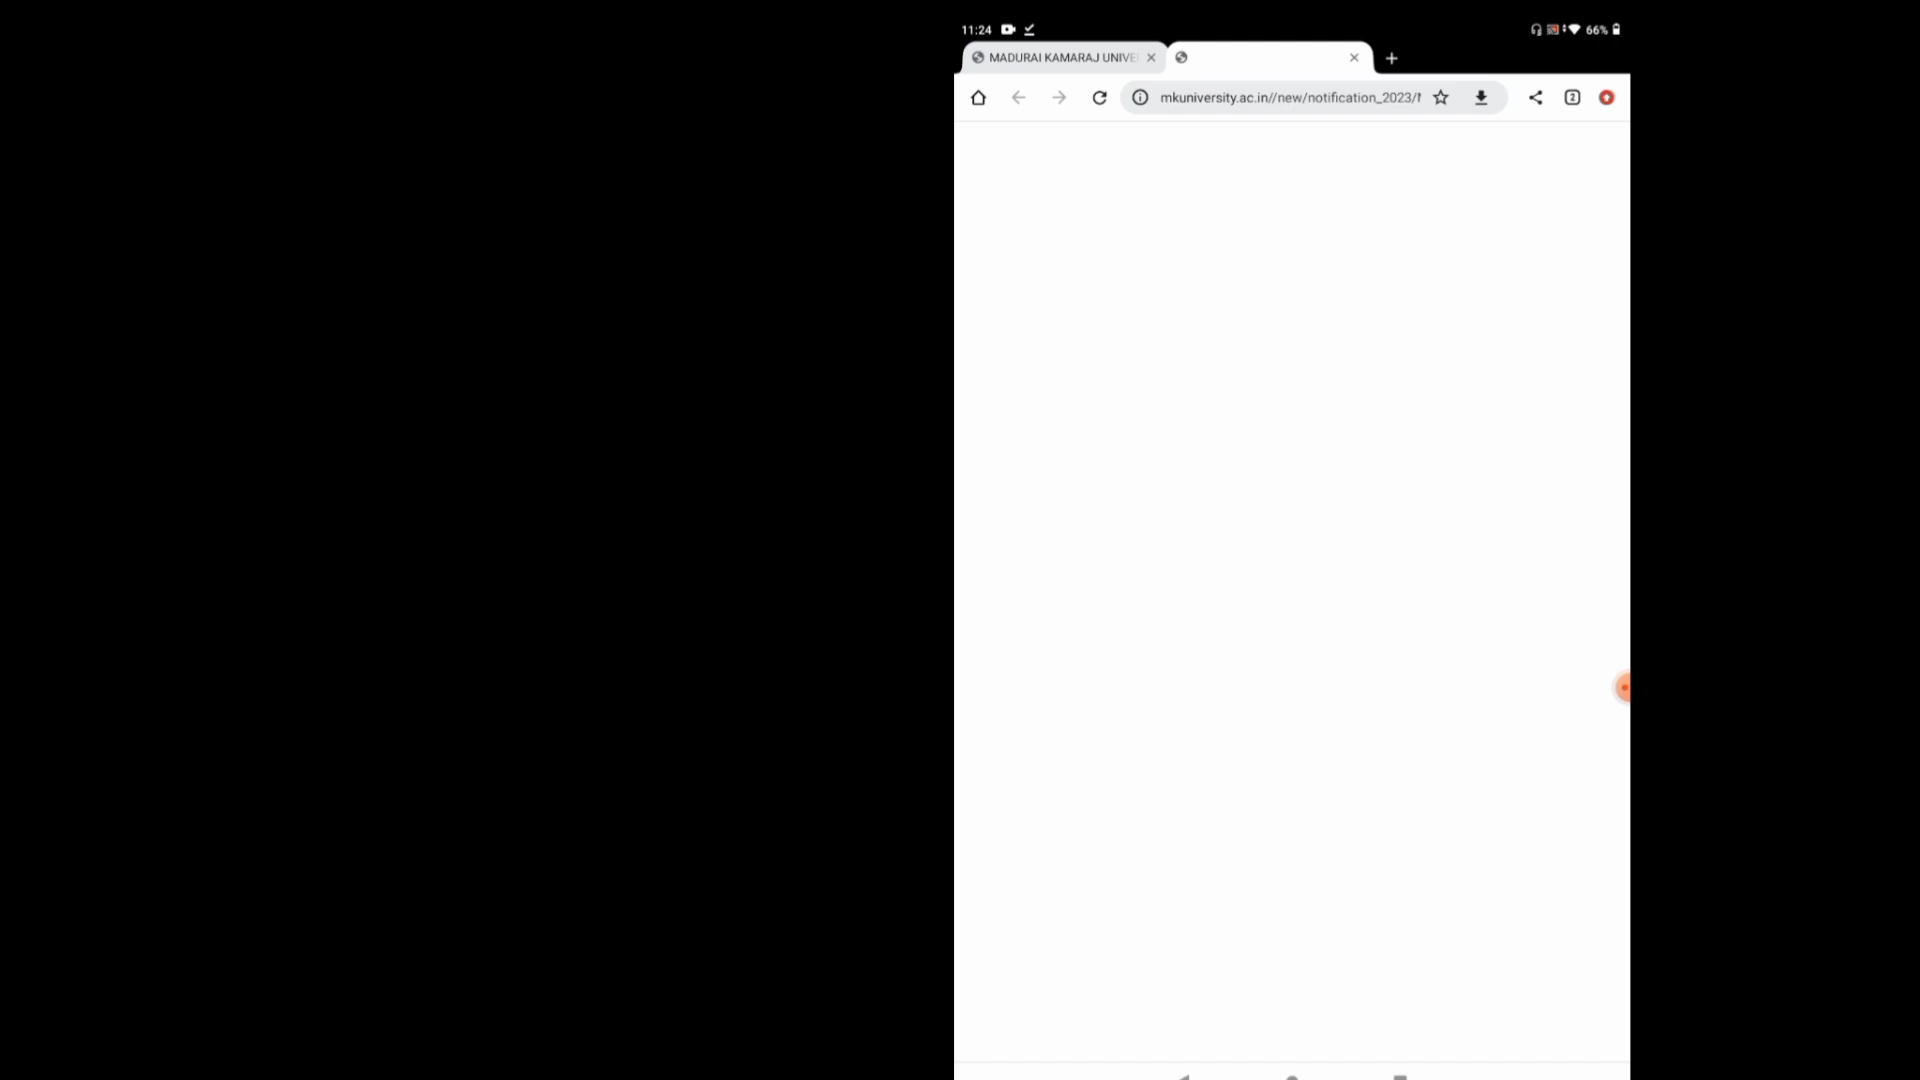 11:24
66%
MADURAI KAMARAJ UNIVE
mkuniversity.ac.in//new/notification_2023/
2